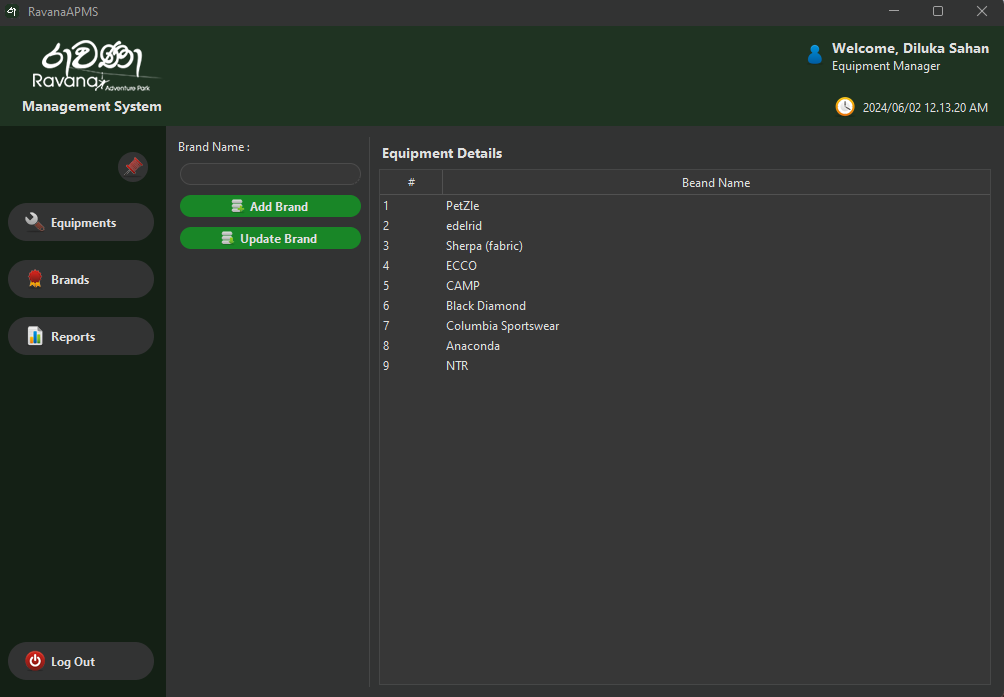 RavanaAPMS
රාවණා
Ravana
Adventure Park
Management System
Welcome, Diluka Sahan
Equipment Manager
2024/06/02 12.13.20 AM
Equipments
Brands
Reports
Log Out
Brand Name :
Add Brand
Update Brand
Equipment Details
# Beand Name
1 PetZle
2 edelrid
3 Sherpa (fabric)
4 ECCO
5 CAMP
6 Black Diamond
7 Columbia Sportswear
8 Anaconda
9 NTR